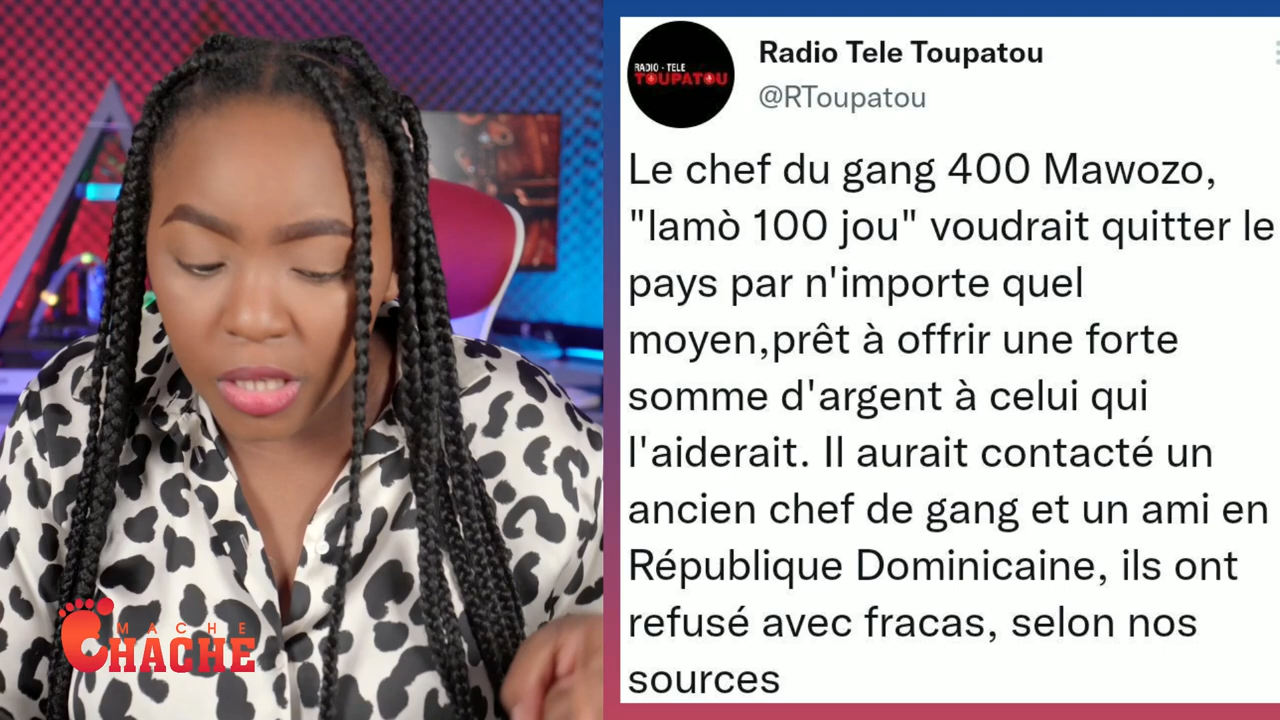 MACHE
CHACHE
RADIO - TELE
TOUPATOU
Radio Tele Toupatou
@RToupatou
Le chef du gang 400 Mawozo,
"lamò 100 jou" voudrait quitter le
pays par n'importe quel
moyen,prêt à offrir une forte
somme d'argent à celui qui
l'aiderait. Il aurait contacté un
ancien chef de gang et un ami en
République Dominicaine, ils ont
refusé avec fracas, selon nos
sources